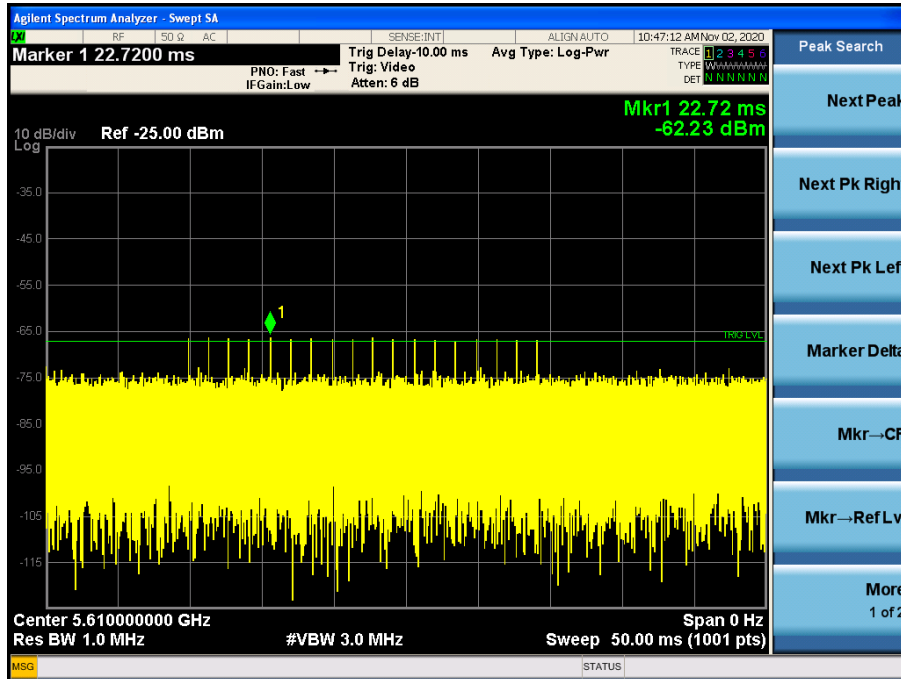 Agilent Spectrum Analyzer - Swept SA
LXI RF 50 Ω AC SENSE:INT ALIGN AUTO 10:47:12 AM Nov 02, 2020
Marker 1 22.7200 ms
PNO: Fast
IFGain:Low
Trig Delay-10.00 ms
Trig: Video
Atten: 6 dB
Avg Type: Log-Pwr
TRACE 1 2 3 4 5 6
TYPE
DET N N N N N N
Peak Search
Mkr1 22.72 ms
-62.23 dBm
10 dB/div Ref -25.00 dBm
Log
-35.0
-45.0
-55.0
-65.0
-75.0
-85.0
-95.0
-105
-115
1
TRIG LVL
Next Peak
Next Pk Righ
Next Pk Lef
Marker Delta
Mkr→CF
Mkr→Ref Lv
More
1 of 2
Center 5.610000000 GHz Span 0 Hz
Res BW 1.0 MHz #VBW 3.0 MHz Sweep 50.00 ms (1001 pts)
MSG STATUS